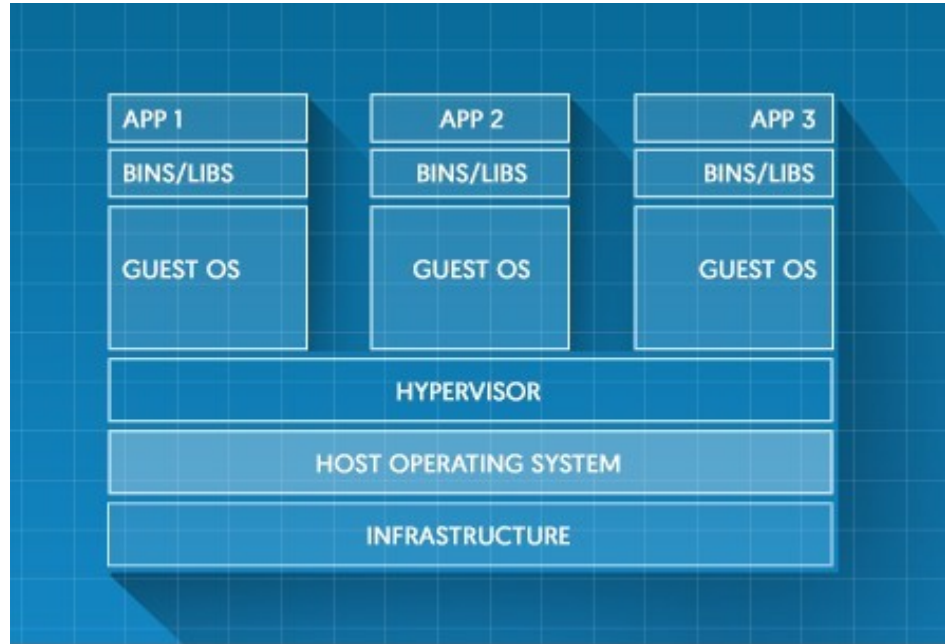 APP 1
APP 2
APP 3
BINS/LIBS
BINS/LIBS
BINS/LIBS
GUEST OS
GUEST OS
GUEST OS
HYPERVISOR
HOST OPERATING SYSTEM
INFRASTRUCTURE